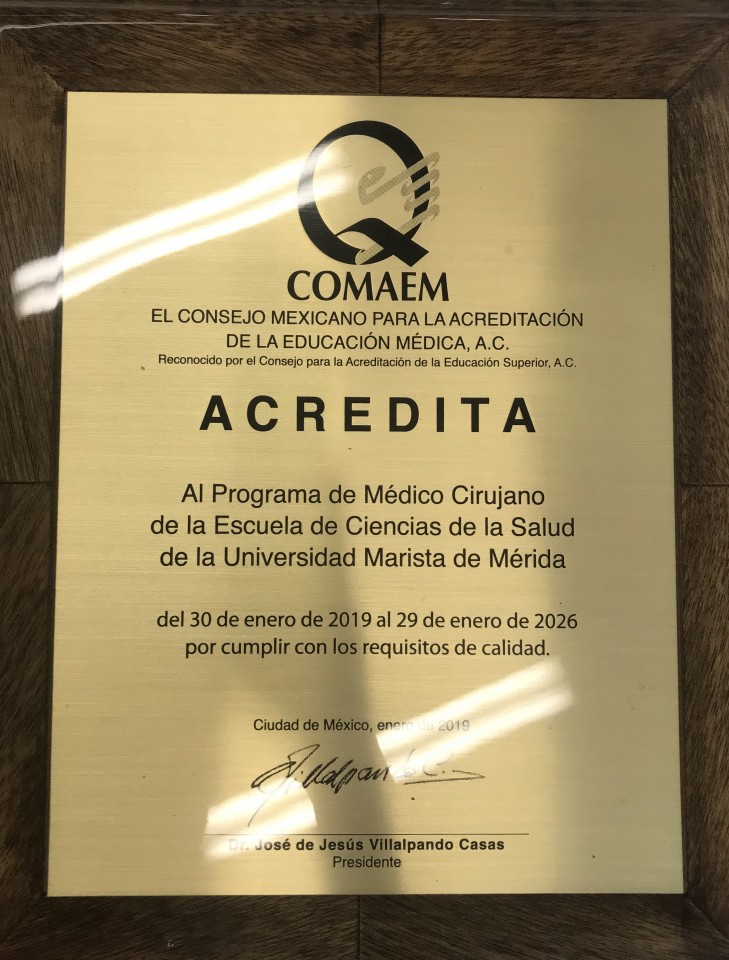 COMAEM
EL CONSEJO MEXICANO PARA LA ACREDITACIÓN
DE LA EDUCACIÓN MÉDICA, A.C.
Reconocido por el Consejo para la Acreditación de la Educación Superior, A.C.
ACREDITA
Al Programa de Médico Cirujano
de la Escuela de Ciencias de la Salud
de la Universidad Marista de Mérida
del 30 de enero de 2019 al 29 de enero de 2026
por cumplir con los requisitos de calidad.
Ciudad de México, enero de 2019
Dr. José de Jesús Villalpando Casas
Presidente